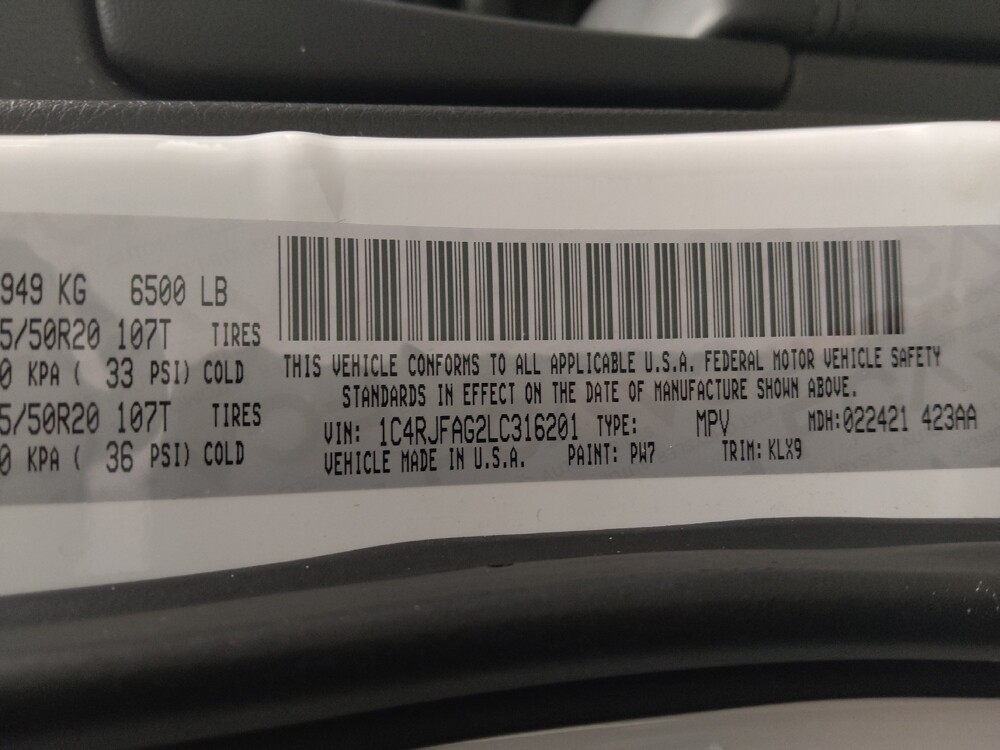 949 KG 6500 LB
5/50R20 107T TIRES
0 KPA ( 33 PSI) COLD
5/50R20 107T TIRES
0 KPA ( 36 PSI) COLD
THIS VEHICLE CONFORMS TO ALL APPLICABLE U.S.A. FEDERAL MOTOR VEHICLE SAFETY
STANDARDS IN EFFECT ON THE DATE OF MANUFACTURE SHOWN ABOVE.
VIN: 1C4RJFAG2LC316201 TYPE: MPV MDH:022421 423AA
VEHICLE MADE IN U.S.A. PAINT: PW7 TRIM: KLX9